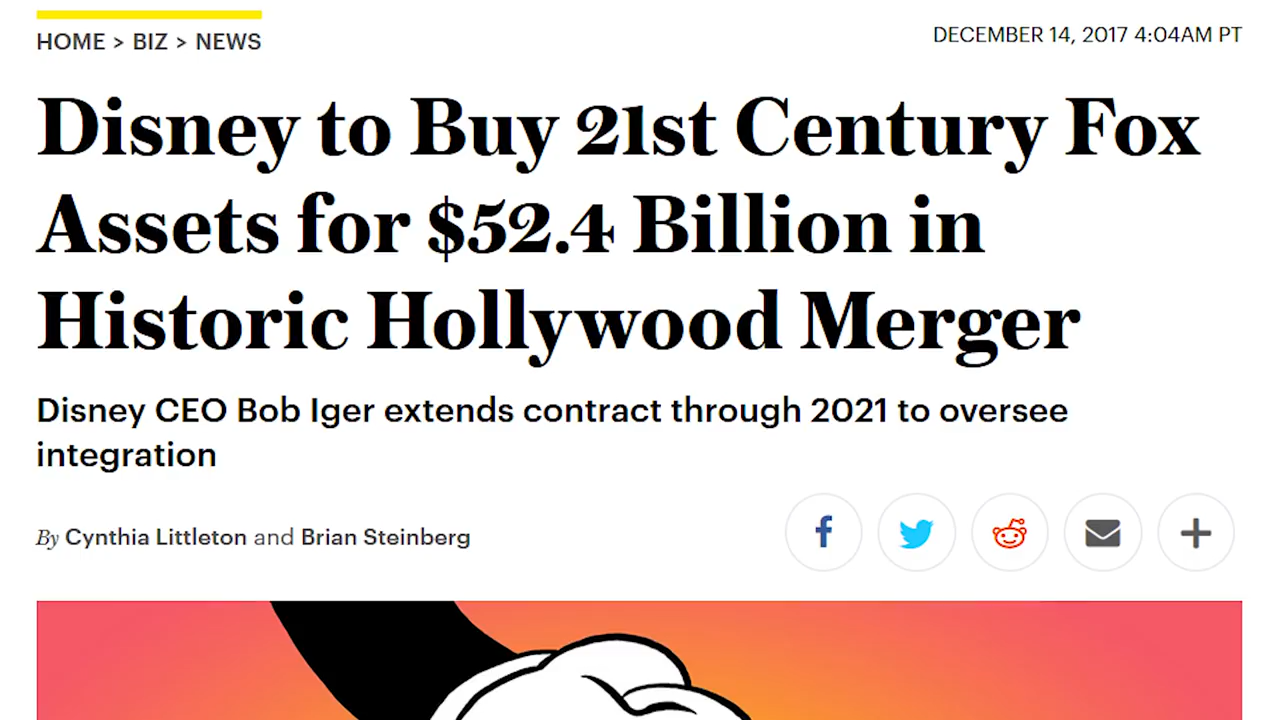 HOME > BIZ > NEWS
DECEMBER 14, 2017 4:04AM PT
Disney to Buy 21st Century Fox
Assets for $52.4 Billion in
Historic Hollywood Merger
Disney CEO Bob Iger extends contract through 2021 to oversee
integration
By Cynthia Littleton and Brian Steinberg